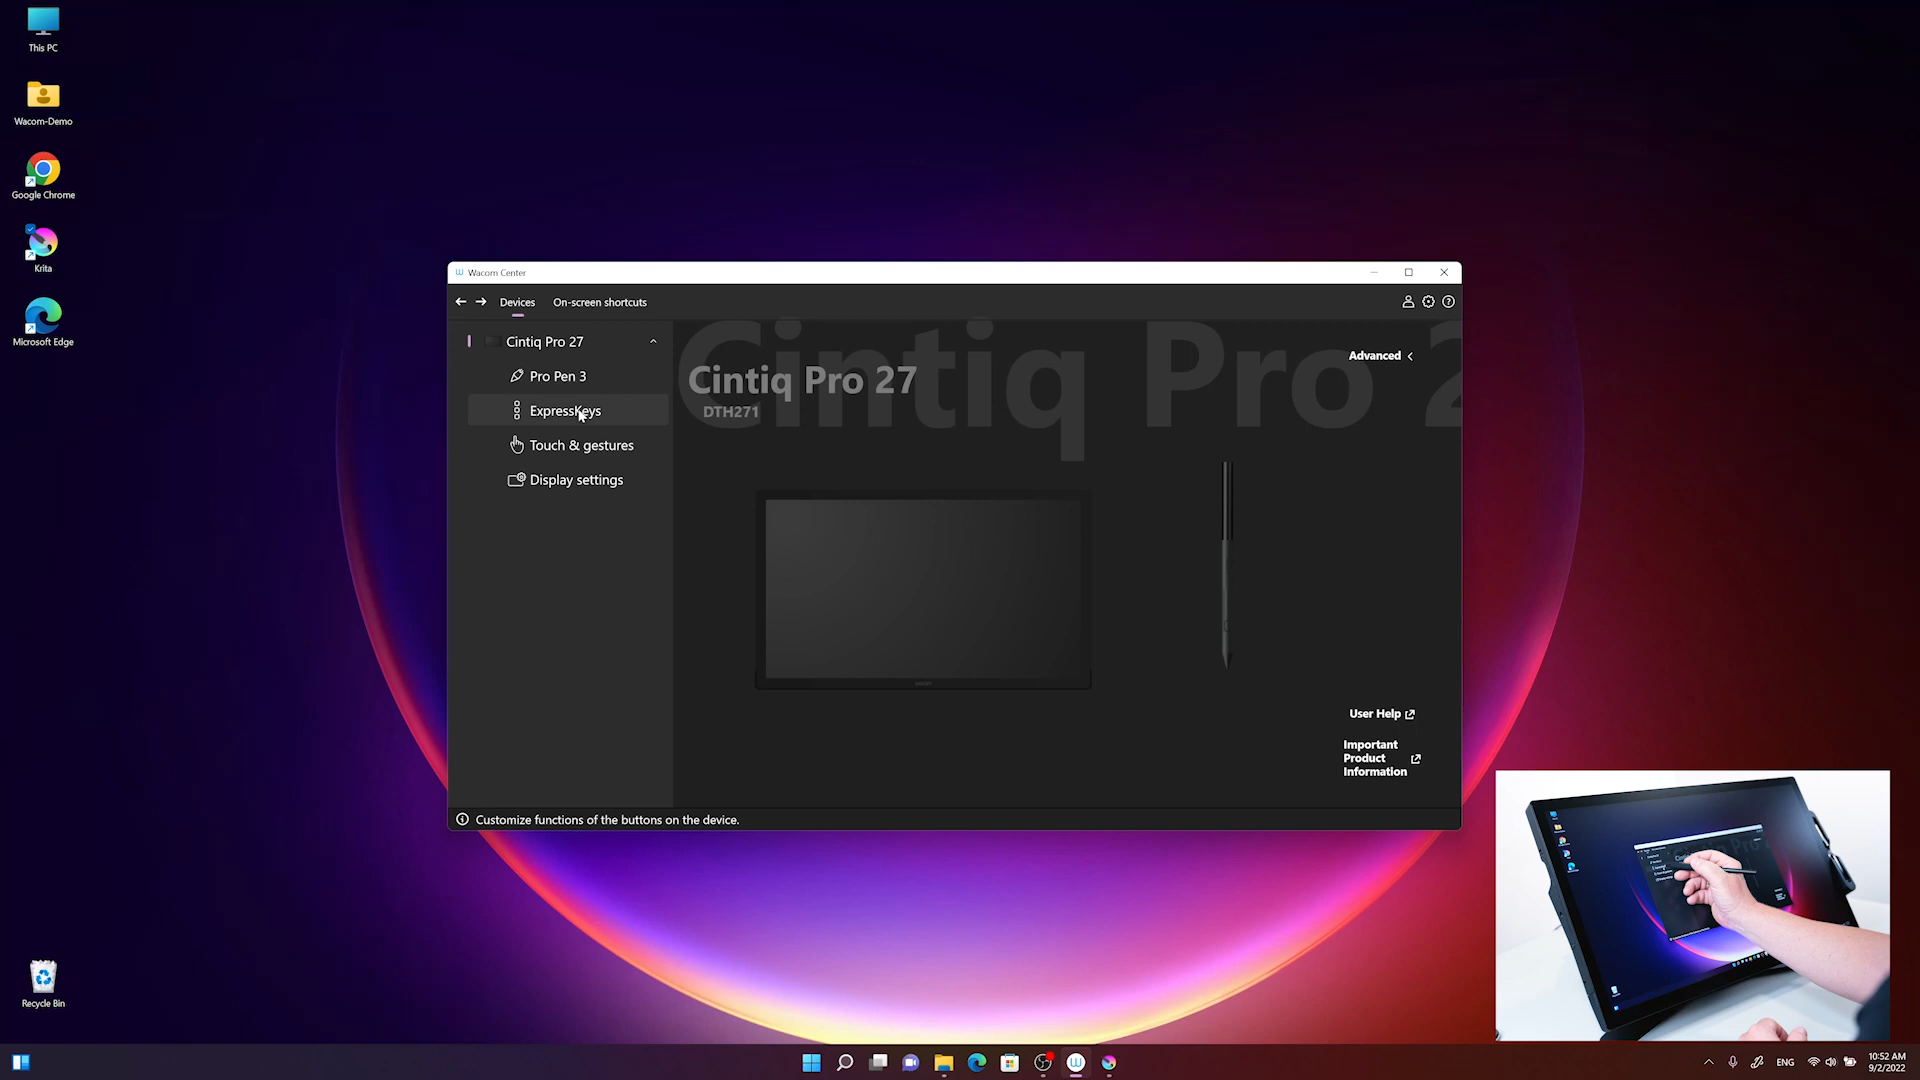 This PC
Wacom-Demo
Google Chrome
Krita
Microsoft Edge
Recycle Bin
Wacom Center
Devices On-screen shortcuts
Cintiq Pro 27
Pro Pen 3
ExpressKeys
Touch & gestures
Display settings
Cintiq Pro 2
Cintiq Pro 27
DTH271
Advanced
User Help
Important
Product
Information
Customize functions of the buttons on the device.
ENG
10:52 AM
9/2/2022